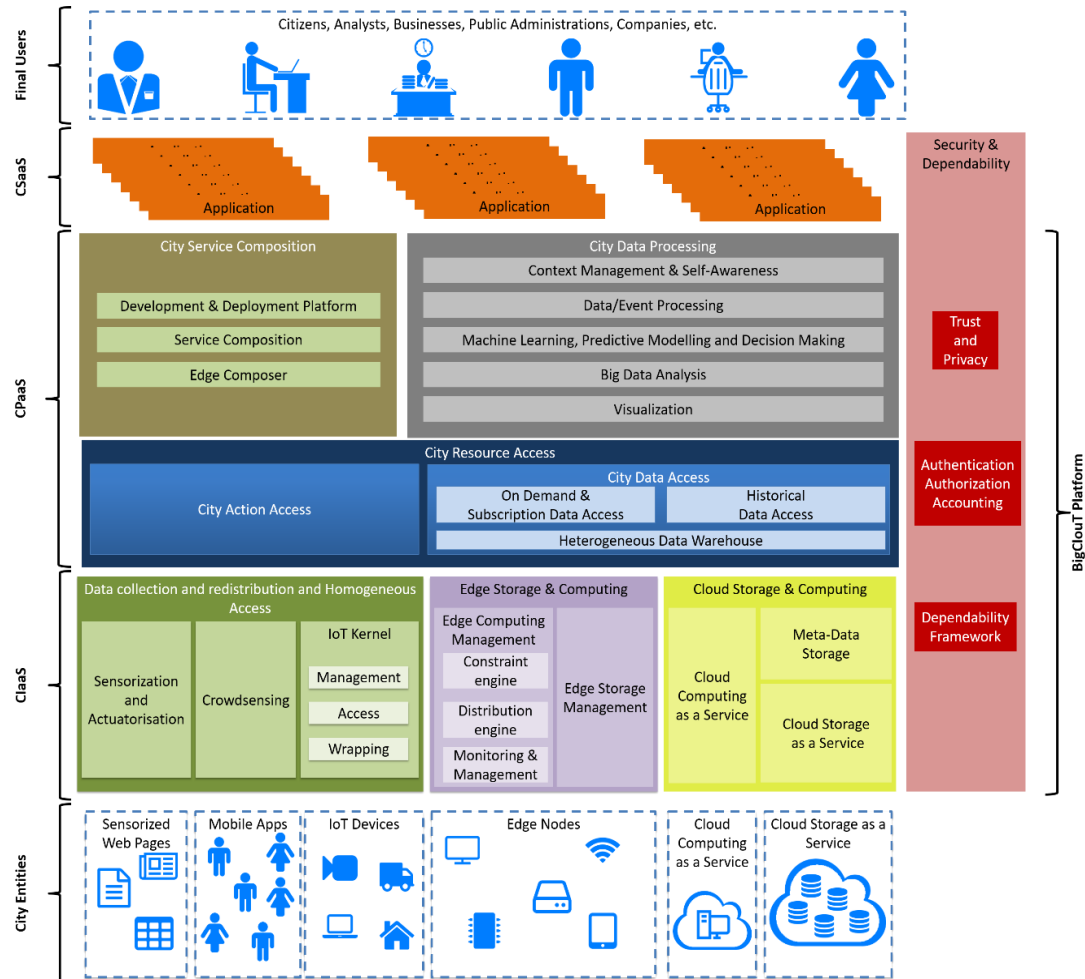 Final Users
Citizens, Analysts, Businesses, Public Administrations, Companies, etc.
CSaaS
Application
Application
Application
Security &
Dependability
CPaaS
City Service Composition
Development & Deployment Platform
Service Composition
Edge Composer
City Data Processing
Context Management & Self-Awareness
Data/Event Processing
Machine Learning, Predictive Modelling and Decision Making
Big Data Analysis
Visualization
Trust
and
Privacy
City Resource Access
City Action Access
City Data Access
On Demand &
Subscription Data Access
Historical
Data Access
Heterogeneous Data Warehouse
Authentication
Authorization
Accounting
BigClouT Platform
CIaaS
Data collection and redistribution and Homogeneous
Access
Sensorization
and
Actuatorisation
Crowdsensing
IoT Kernel
Management
Access
Wrapping
Edge Storage & Computing
Edge Computing
Management
Constraint
engine
Distribution
engine
Monitoring &
Management
Edge Storage
Management
Cloud Storage & Computing
Cloud
Computing
as a Service
Meta-Data
Storage
Cloud Storage
as a Service
Dependability
Framework
City Entities
Sensorized
Web Pages
Mobile Apps
IoT Devices
Edge Nodes
Cloud
Computing
as a Service
Cloud Storage as a
Service